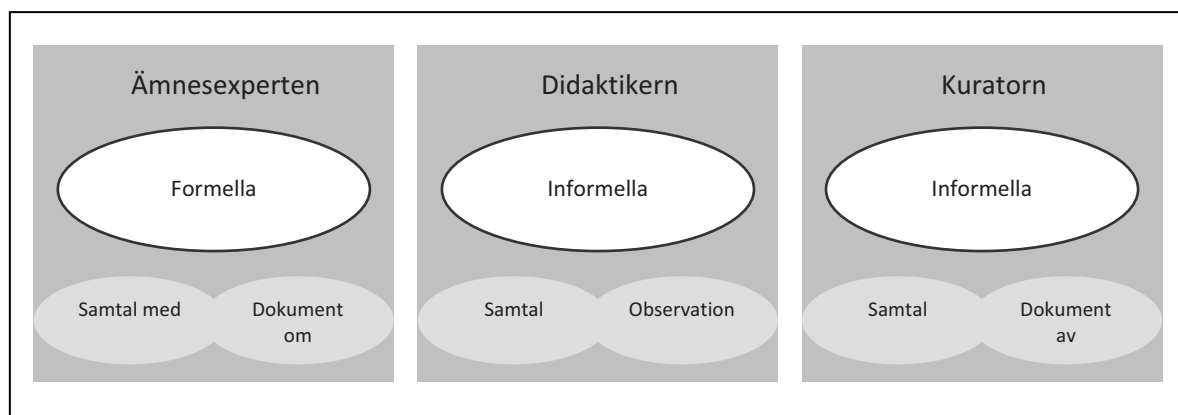 Ämnesexperten
Formella
Samtal med
Dokument
om
Didaktikern
Informella
Samtal
Observation
Kuratorn
Informella
Samtal
Dokument
av